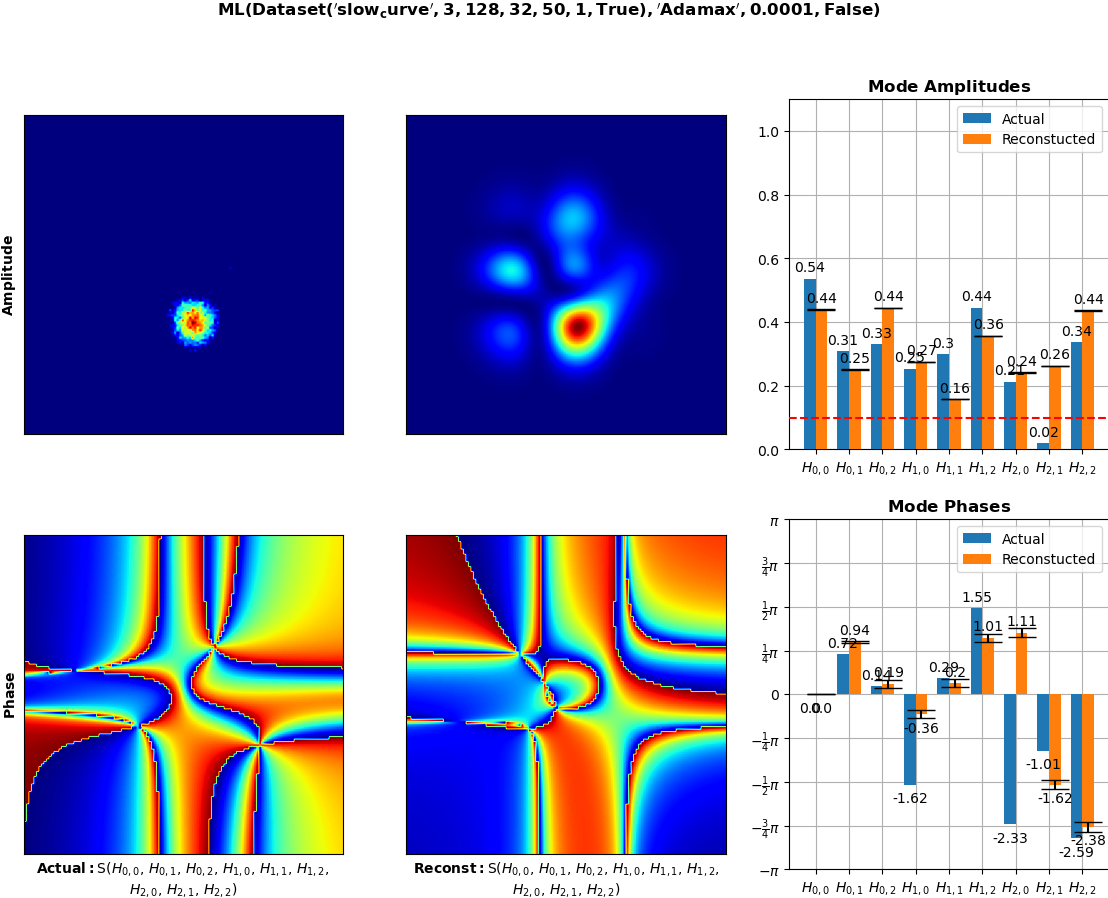 ML(Dataset('slow_curve', 3, 128, 32, 50, 1, True), 'Adamax', 0.0001, False)
Amplitude
Mode Amplitudes
Actual
Reconstucted
1.0
0.8
0.6
0.4
0.2
0.0
0.54
0.44
0.31
0.25
0.33
0.44
0.25
0.27
0.3
0.16
0.44
0.36
0.21
0.24
0.02
0.26
0.34
0.44
H0,0 H0,1 H0,2 H1,0 H1,1 H1,2 H2,0 H2,1 H2,2
Phase
Actual: S(H0,0, H0,1, H0,2, H1,0, H1,1, H1,2,
H2,0, H2,1, H2,2)
Reconst: S(H0,0, H0,1, H0,2, H1,0, H1,1, H1,2,
H2,0, H2,1, H2,2)
Mode Phases
Actual
Reconstucted
π
3/4π
1/2π
1/4π
0
−1/4π
−1/2π
−3/4π
−π
0.0
0.72
0.94
0.19
-1.62
-0.36
0.29
0.2
1.55
1.01
-2.33
1.11
-1.01
-1.62
-2.59
-2.38
H0,0 H0,1 H0,2 H1,0 H1,1 H1,2 H2,0 H2,1 H2,2